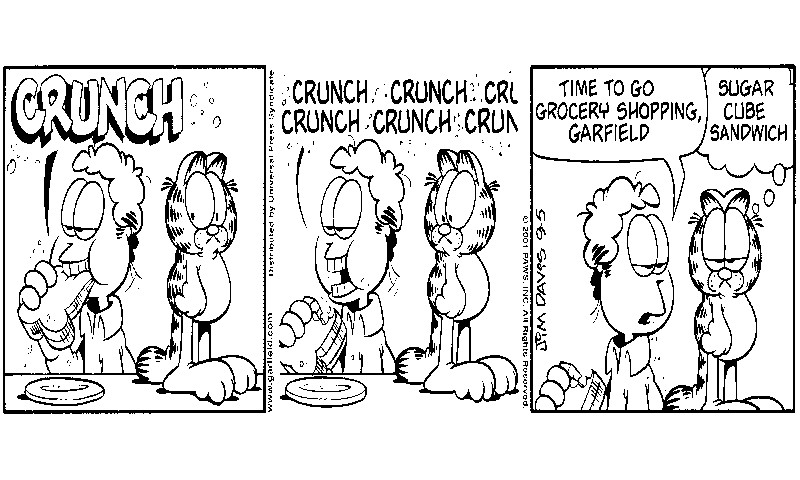 CRUNCH
www.garfield.com
Distributed by Universal Press Syndicate
CRUNCH CRUNCH CRU
CRUNCH CRUNCH CRUN
© 2001 PAWS, INC. All Rights Reserved
JIM DAVIS 9-5
TIME TO GO
GROCERY SHOPPING,
GARFIELD
SUGAR
CUBE
SANDWICH